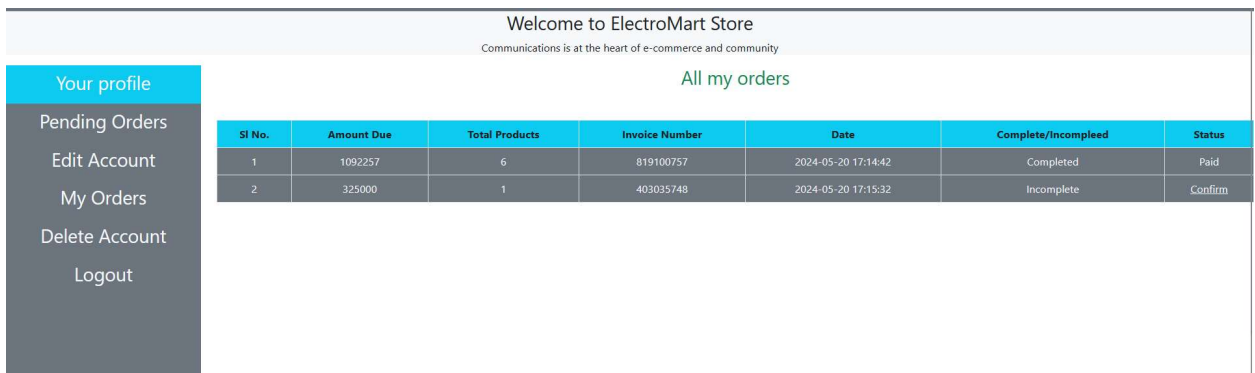 Welcome to ElectroMart Store
Communications is at the heart of e-commerce and community
Your profile
Pending Orders
Edit Account
My Orders
Delete Account
Logout
All my orders
Sl No. Amount Due Total Products Invoice Number Date Complete/Incompleed Status
1 1092257 6 819100757 2024-05-20 17:14:42 Completed Paid
2 325000 1 403035748 2024-05-20 17:15:32 Incomplete Confirm